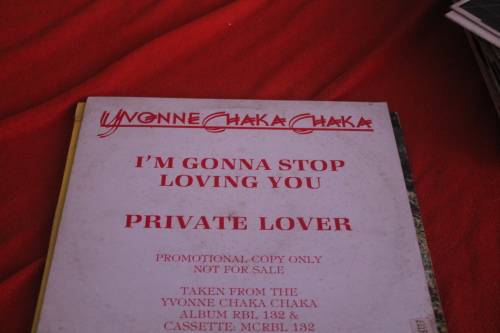 YVONNE CHAKA CHAKA
I'M GONNA STOP
LOVING YOU
PRIVATE LOVER
PROMOTIONAL COPY ONLY
NOT FOR SALE
TAKEN FROM THE
YVONNE CHAKA CHAKA
ALBUM RBL 132 &
CASSETTE: MCRBL 132